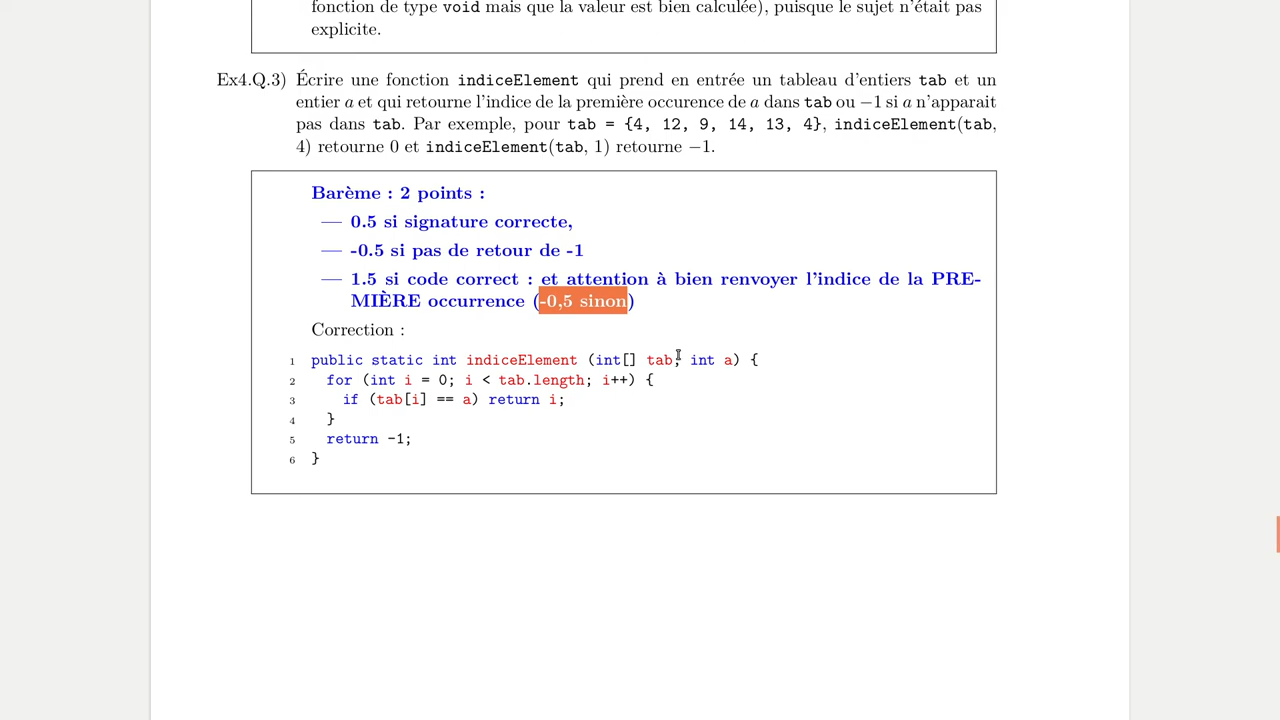 fonction de type void mais que la valeur est bien calculée), puisque le sujet n'était pas
explicite.
Ex4.Q.3) Écrire une fonction indiceElement qui prend en entrée un tableau d'entiers tab et un
entier a et qui retourne l'indice de la première occurence de a dans tab ou −1 si a n'apparait
pas dans tab. Par exemple, pour tab = {4, 12, 9, 14, 13, 4}, indiceElement(tab,
4) retourne 0 et indiceElement(tab, 1) retourne −1.
Barème : 2 points :
— 0.5 si signature correcte,
— -0.5 si pas de retour de -1
— 1.5 si code correct : et attention à bien renvoyer l'indice de la PRE-
MIÈRE occurrence (-0,5 sinon)
Correction :
1 public static int indiceElement (int[] tab, int a) {
2 for (int i = 0; i < tab.length; i++) {
3 if (tab[i] == a) return i;
4 }
5 return -1;
6 }